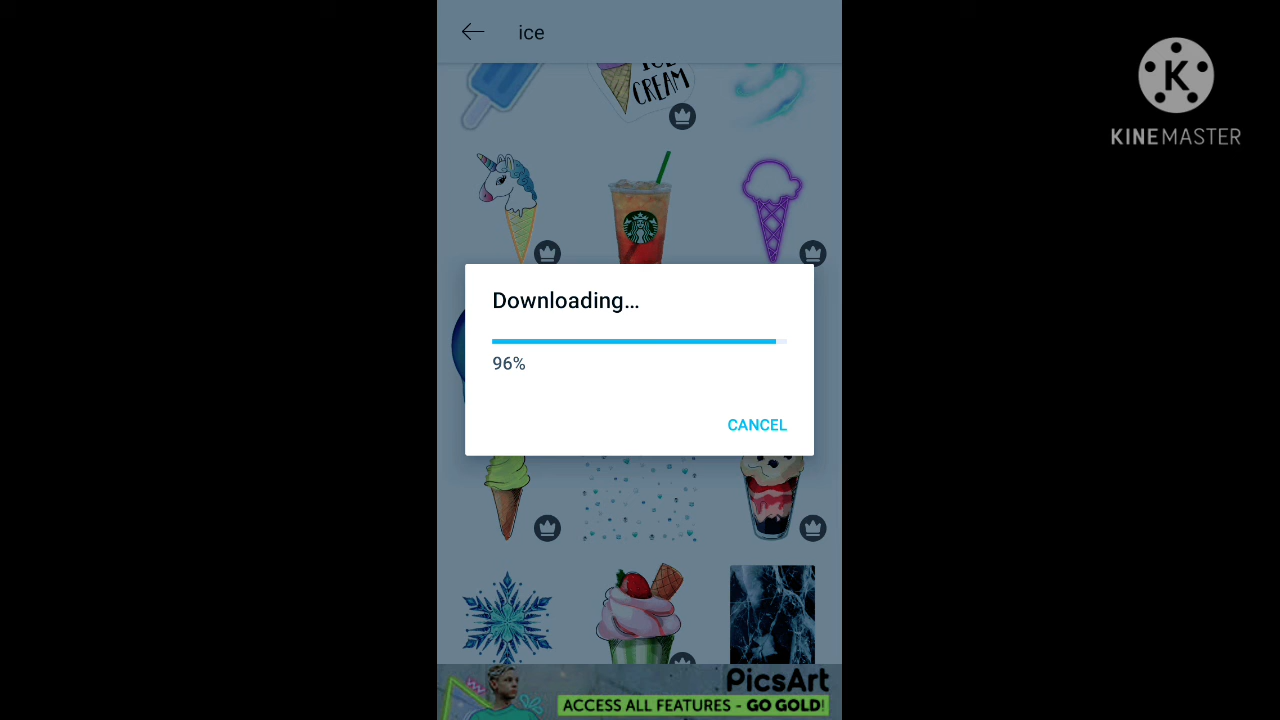 ice
ICE
CREAM
KINEMASTER
Downloading...
96%
CANCEL
PicsArt
ACCESS ALL FEATURES - GO GOLD!